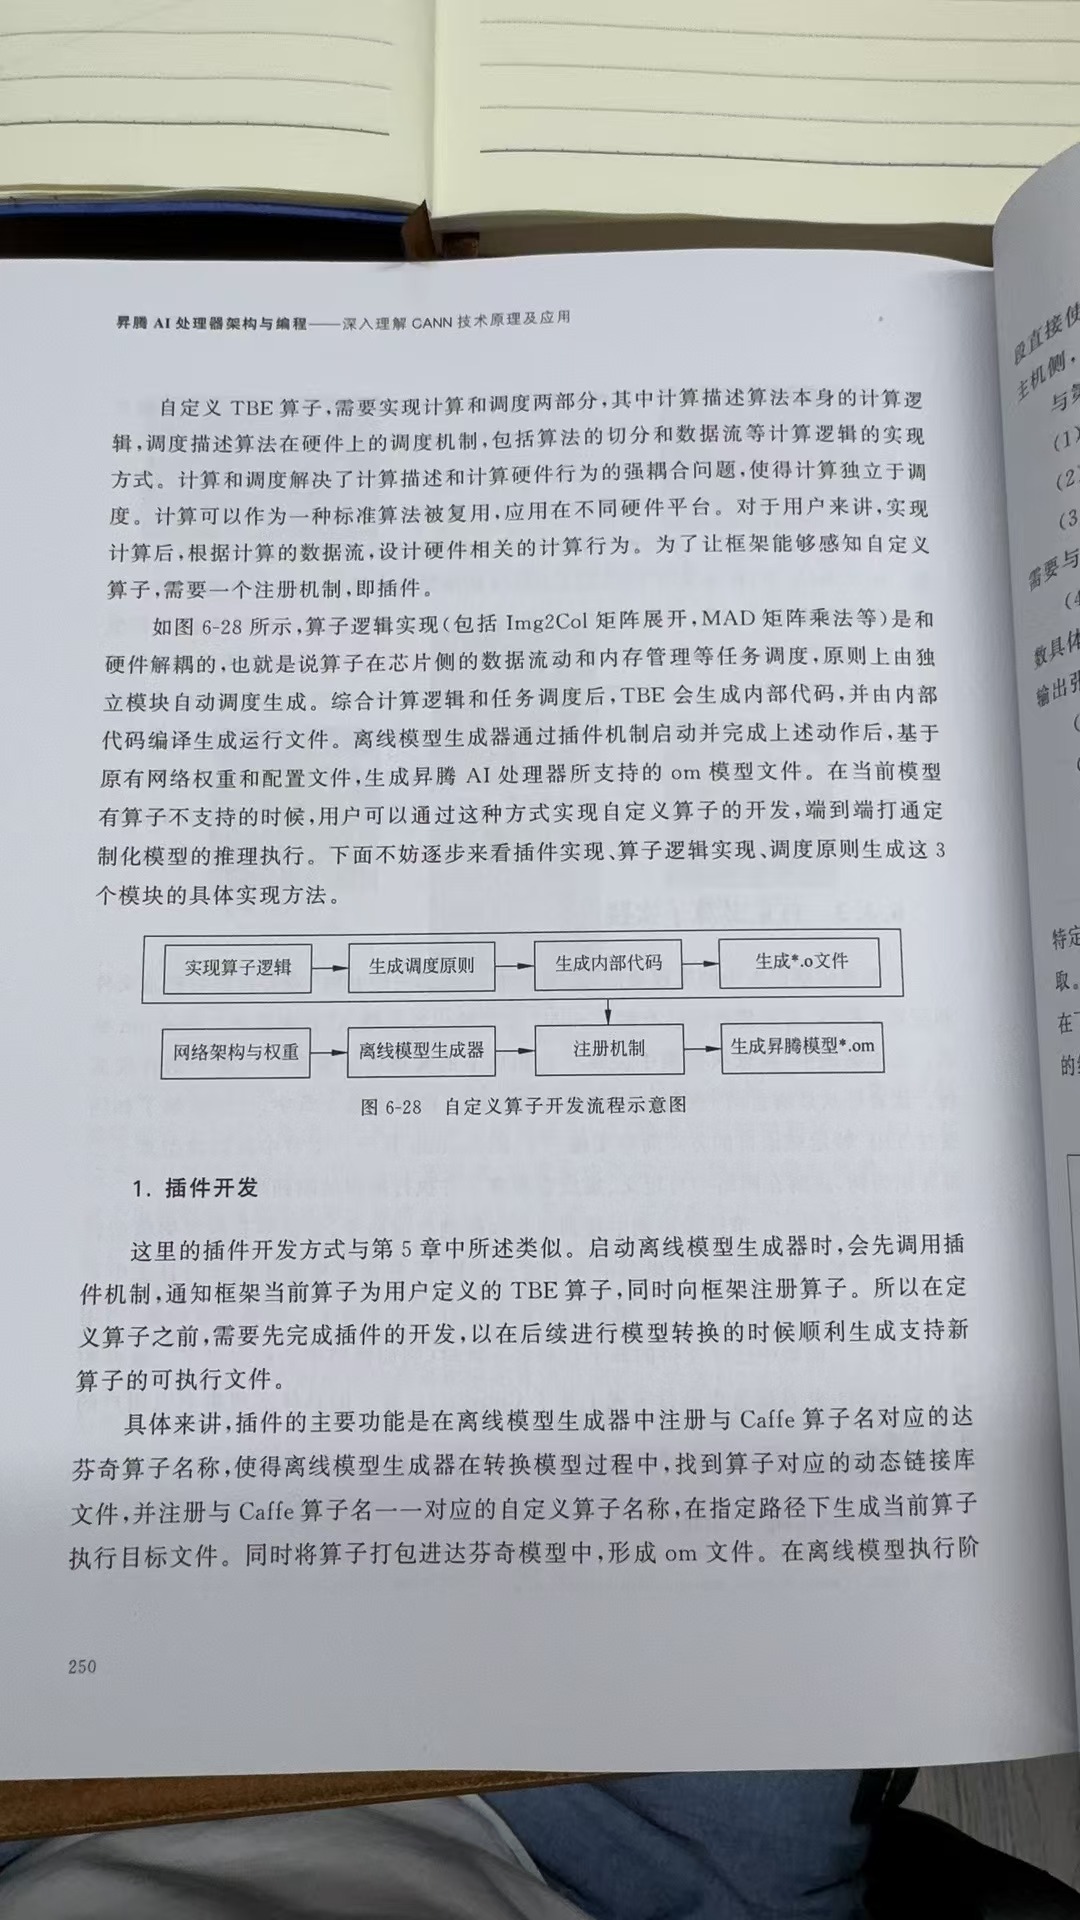 昇腾 AI 处理器架构与编程——深入理解 CANN 技术原理及应用
自定义 TBE 算子,需要实现计算和调度两部分,其中计算描述算法本身的计算逻
辑,调度描述算法在硬件上的调度机制,包括算法的切分和数据流等计算逻辑的实现
方式。计算和调度解决了计算描述和计算硬件行为的强耦合问题,使得计算独立于调
度。计算可以作为一种标准算法被复用,应用在不同硬件平台。对于用户来讲,实现
计算后,根据计算的数据流,设计硬件相关的计算行为。为了让框架能够感知自定义
算子,需要一个注册机制,即插件。
如图 6-28 所示,算子逻辑实现(包括 Img2Col 矩阵展开,MAD 矩阵乘法等)是和
硬件解耦的,也就是说算子在芯片侧的数据流动和内存管理等任务调度,原则上由独
立模块自动调度生成。综合计算逻辑和任务调度后,TBE 会生成内部代码,并由内部
代码编译生成运行文件。离线模型生成器通过插件机制启动并完成上述动作后,基于
原有网络权重和配置文件,生成昇腾 AI 处理器所支持的 om 模型文件。在当前模型
有算子不支持的时候,用户可以通过这种方式实现自定义算子的开发,端到端打通定
制化模型的推理执行。下面不妨逐步来看插件实现、算子逻辑实现、调度原则生成这 3
个模块的具体实现方法。
实现算子逻辑 生成调度原则 生成内部代码 生成*.o文件
网络架构与权重 离线模型生成器 注册机制 生成昇腾模型*.om
图 6-28 自定义算子开发流程示意图
1. 插件开发
这里的插件开发方式与第 5 章中所述类似。启动离线模型生成器时,会先调用插
件机制,通知框架当前算子为用户定义的 TBE 算子,同时向框架注册算子。所以在定
义算子之前,需要先完成插件的开发,以在后续进行模型转换的时候顺利生成支持新
算子的可执行文件。
具体来讲,插件的主要功能是在离线模型生成器中注册与 Caffe 算子名对应的达
芬奇算子名称,使得离线模型生成器在转换模型过程中,找到算子对应的动态链接库
文件,并注册与 Caffe 算子名一一对应的自定义算子名称,在指定路径下生成当前算子
执行目标文件。同时将算子打包进达芬奇模型中,形成 om 文件。在离线模型执行阶
250
段直接使
主机侧,
与
(1)
(2)
(3
需要与
(4
数具体
输出张
特定
取。
在
的